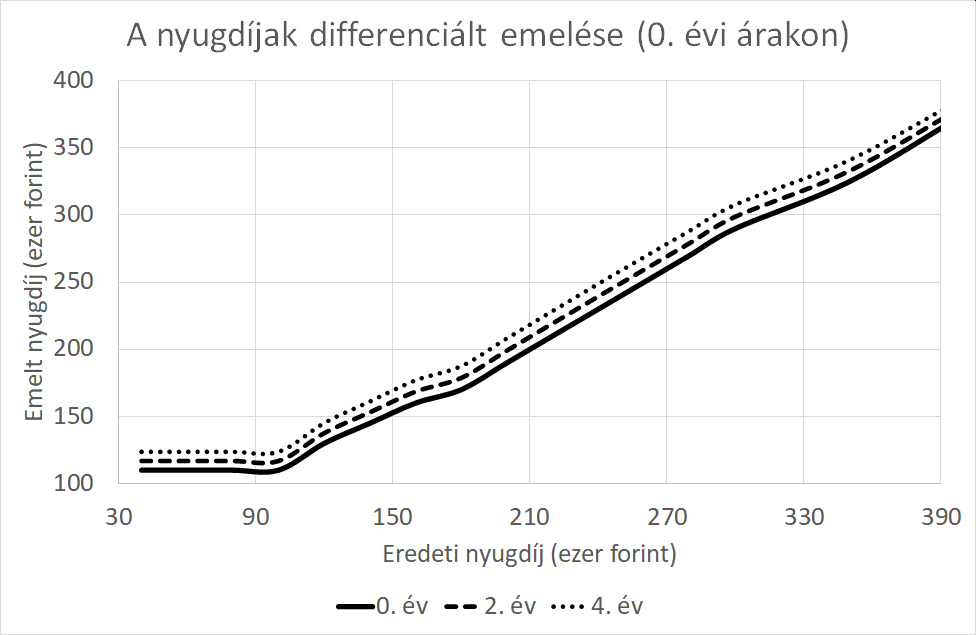 A nyugdíjak differenciált emelése (0. évi árakon)
Emelt nyugdíj (ezer forint)
400
350
300
250
200
150
100
30 90 150 210 270 330 390
Eredeti nyugdíj (ezer forint)
0. év 2. év 4. év